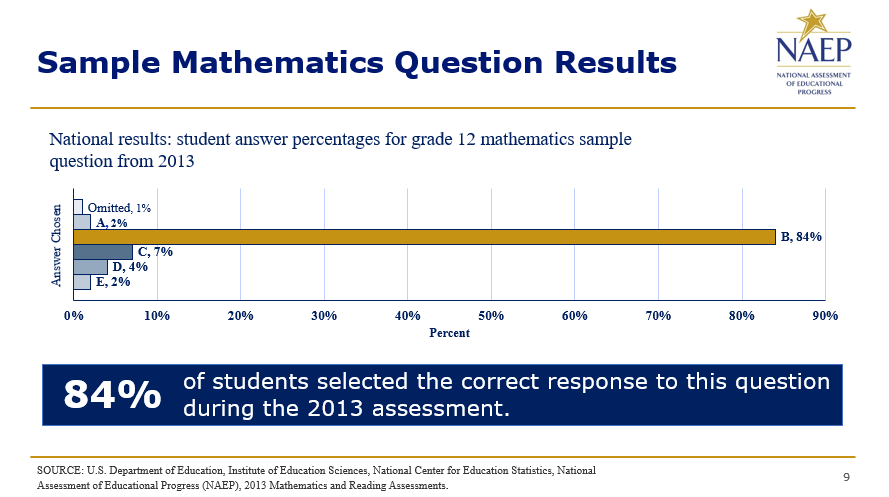 Sample Mathematics Question Results
NAEP
NATIONAL ASSESSMENT
OF EDUCATIONAL
PROGRESS
National results: student answer percentages for grade 12 mathematics sample
question from 2013
Answer Chosen
Omitted, 1%
A, 2%
B, 84%
C, 7%
D, 4%
E, 2%
0% 10% 20% 30% 40% 50% 60% 70% 80% 90%
Percent
84%
of students selected the correct response to this question
during the 2013 assessment.
SOURCE: U.S. Department of Education, Institute of Education Sciences, National Center for Education Statistics, National
Assessment of Educational Progress (NAEP), 2013 Mathematics and Reading Assessments.
9